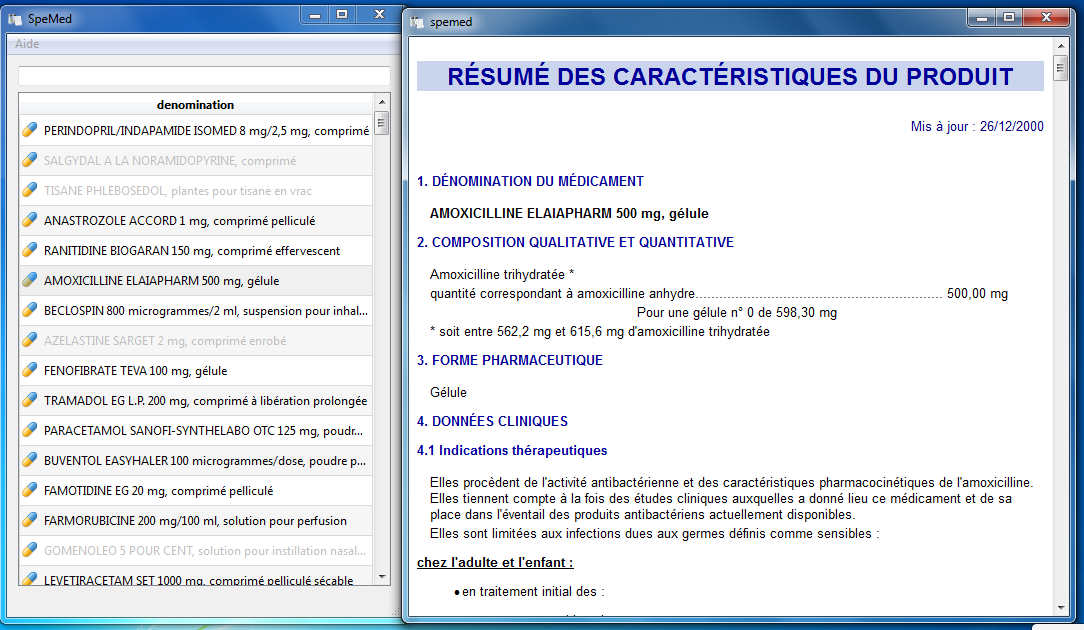 SpeMed
Aide
denomination
PERINDOPRIL/INDAPAMIDE ISOMED 8 mg/2,5 mg, comprimé
SALGYDAL A LA NORAMIDOPYRINE, comprimé
TISANE PHLEBOSEDOL, plantes pour tisane en vrac
ANASTROZOLE ACCORD 1 mg, comprimé pelliculé
RANITIDINE BIOGARAN 150 mg, comprimé effervescent
AMOXICILLINE ELAIAPHARM 500 mg, gélule
BECLOSPIN 800 microgrammes/2 ml, suspension pour inhal...
AZELASTINE SARGET 2 mg, comprimé enrobé
FENOFIBRATE TEVA 100 mg, gélule
TRAMADOL EG L.P. 200 mg, comprimé à libération prolongée
PARACETAMOL SANOFI-SYNTHELABO OTC 125 mg, poudr...
BUVENTOL EASYHALER 100 microgrammes/dose, poudre p...
FAMOTIDINE EG 20 mg, comprimé pelliculé
FARMORUBICINE 200 mg/100 ml, solution pour perfusion
GOMENOLEO 5 POUR CENT, solution pour instillation nasal...
LEVETIRACETAM SET 1000 mg, comprimé pelliculé sécable
spemed
RÉSUMÉ DES CARACTÉRISTIQUES DU PRODUIT
Mis à jour : 26/12/2000
1. DÉNOMINATION DU MÉDICAMENT
AMOXICILLINE ELAIAPHARM 500 mg, gélule
2. COMPOSITION QUALITATIVE ET QUANTITATIVE
Amoxicilline trihydratée *
quantité correspondant à amoxicilline anhydre.................................................................. 500,00 mg
Pour une gélule n° 0 de 598,30 mg
* soit entre 562,2 mg et 615,6 mg d'amoxicilline trihydratée
3. FORME PHARMACEUTIQUE
Gélule
4. DONNÉES CLINIQUES
4.1 Indications thérapeutiques
Elles procèdent de l'activité antibactérienne et des caractéristiques pharmacocinétiques de l'amoxicilline.
Elles tiennent compte à la fois des études cliniques auxquelles a donné lieu ce médicament et de sa
place dans l'éventail des produits antibactériens actuellement disponibles.
Elles sont limitées aux infections dues aux germes définis comme sensibles :
chez l'adulte et l'enfant :
• en traitement initial des :